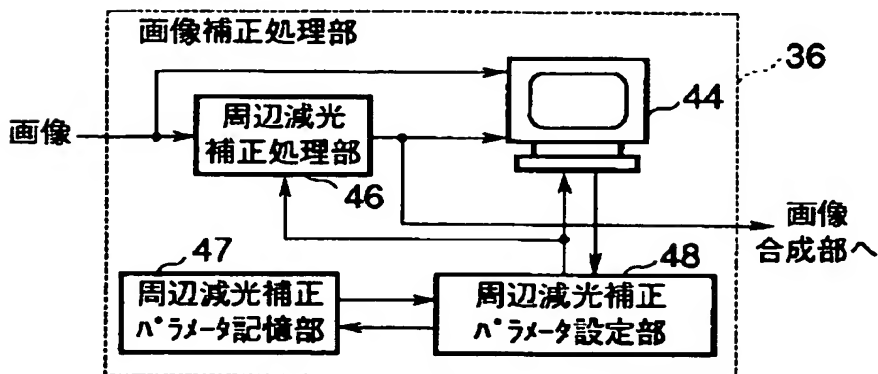 画像補正処理部
36
44
画像
周辺減光
補正処理部
46
画像
合成部へ
47
48
周辺減光補正
パラメータ記憶部
周辺減光補正
パラメータ設定部